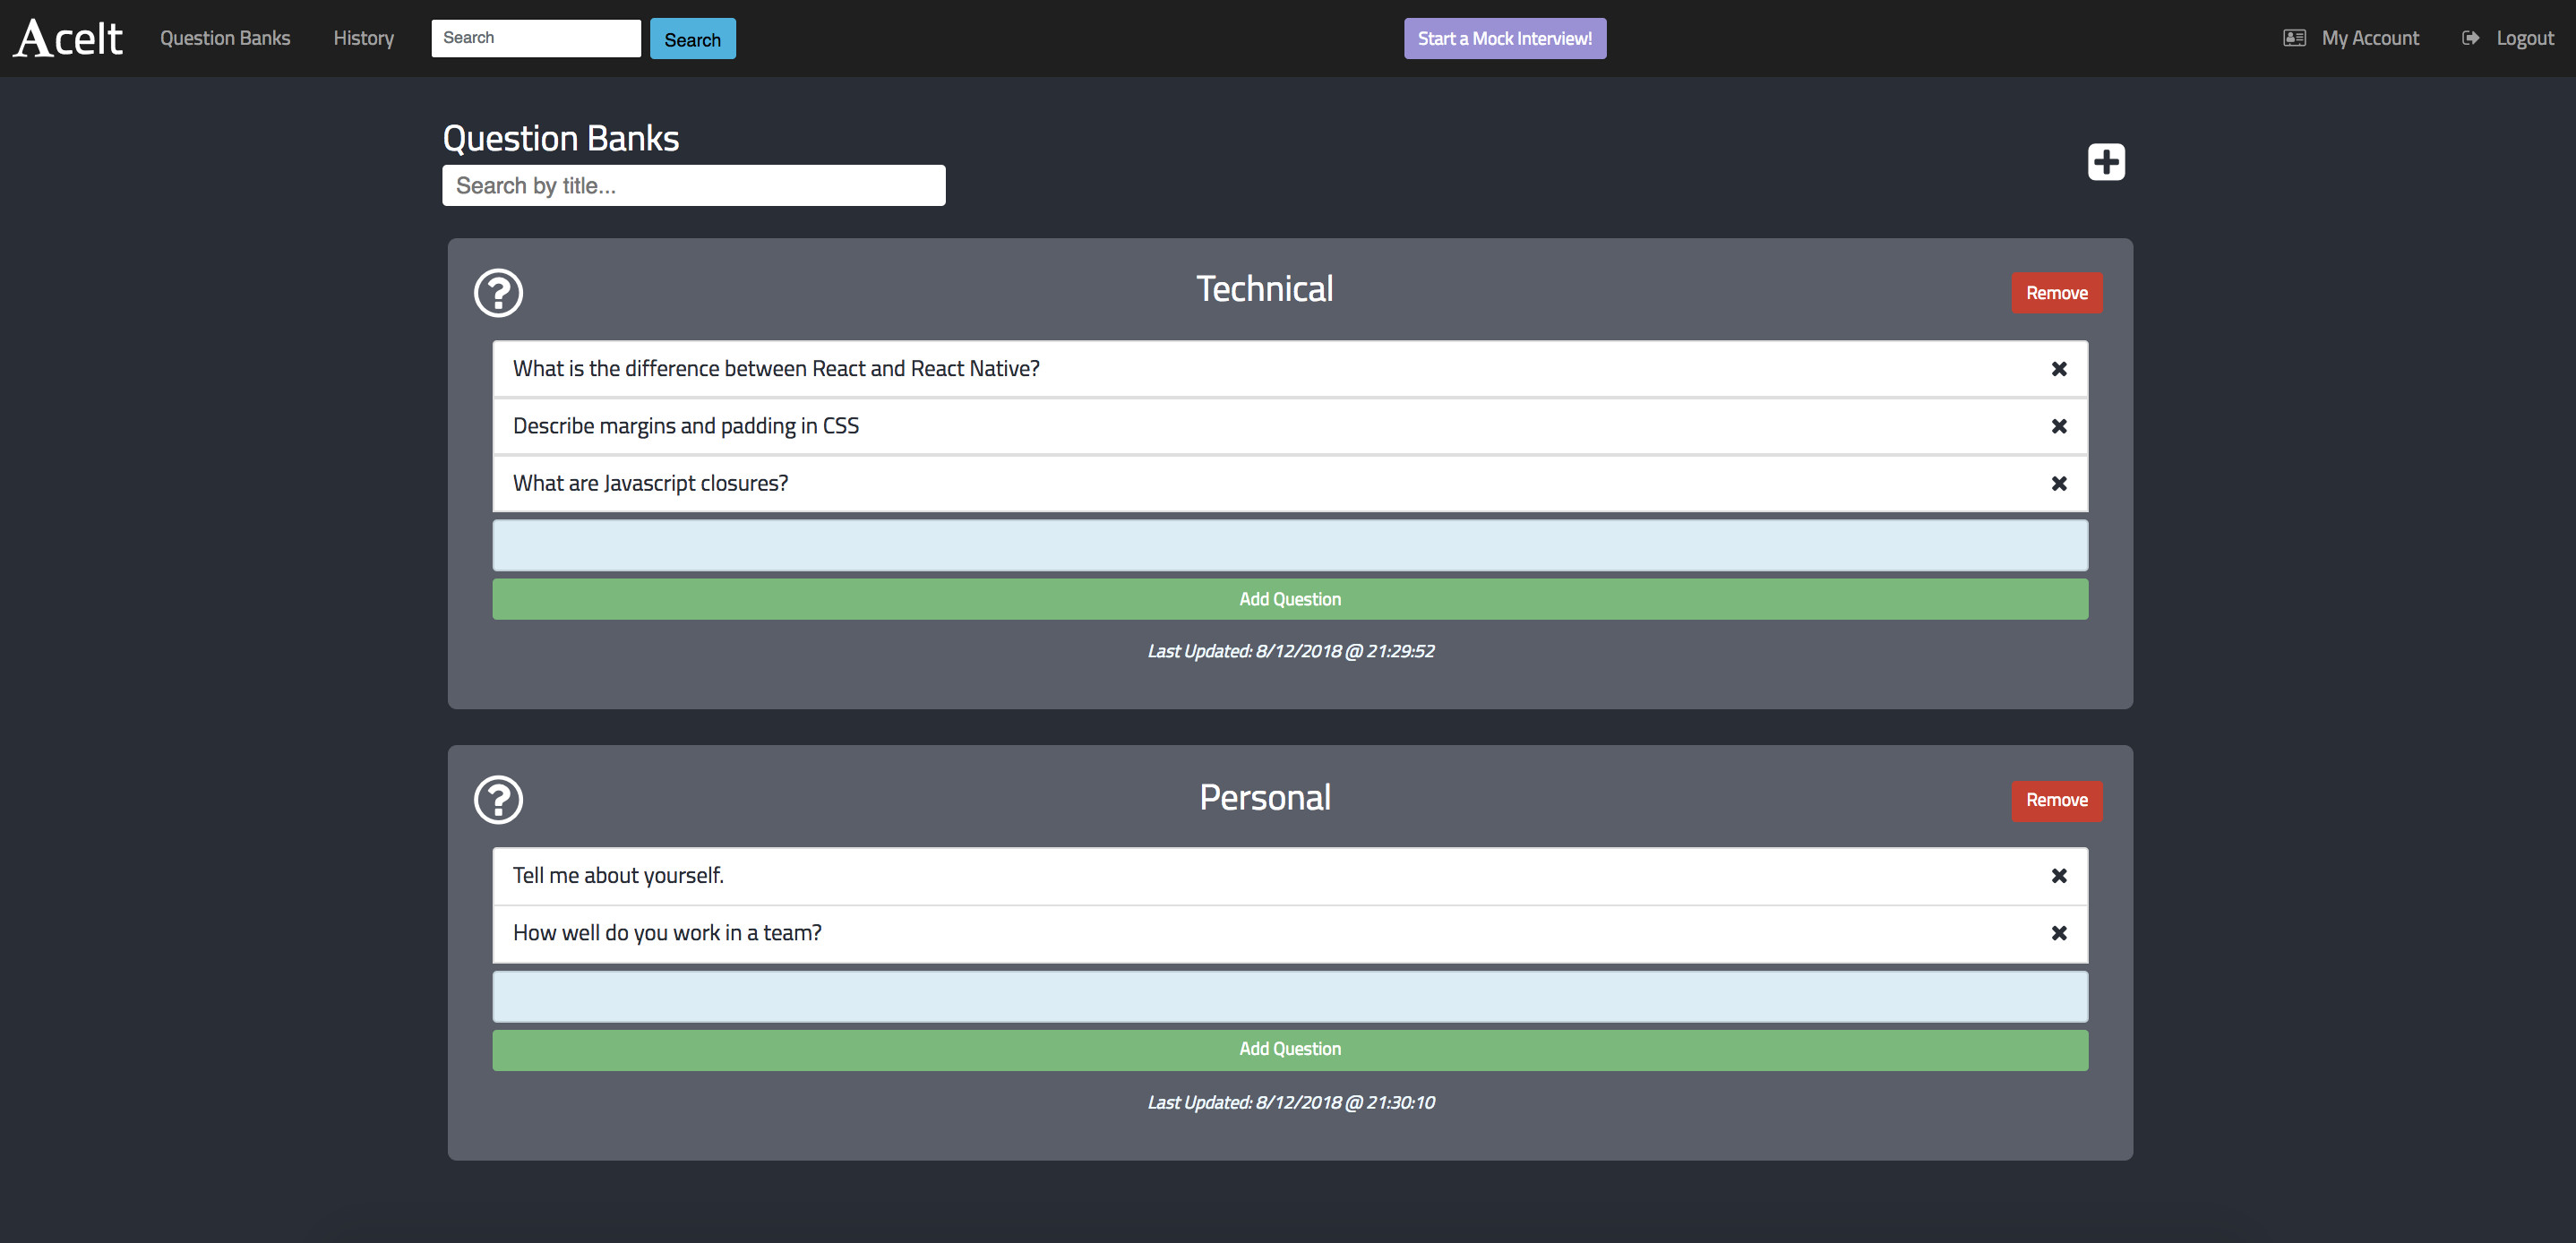 AceIt Question Banks History Search Search Start a Mock Interview! My Account Logout
Question Banks
Search by title...
Technical Remove
What is the difference between React and React Native?
Describe margins and padding in CSS
What are Javascript closures?
Add Question
Last Updated: 8/12/2018 @ 21:29:52
Personal Remove
Tell me about yourself.
How well do you work in a team?
Add Question
Last Updated: 8/12/2018 @ 21:30:10